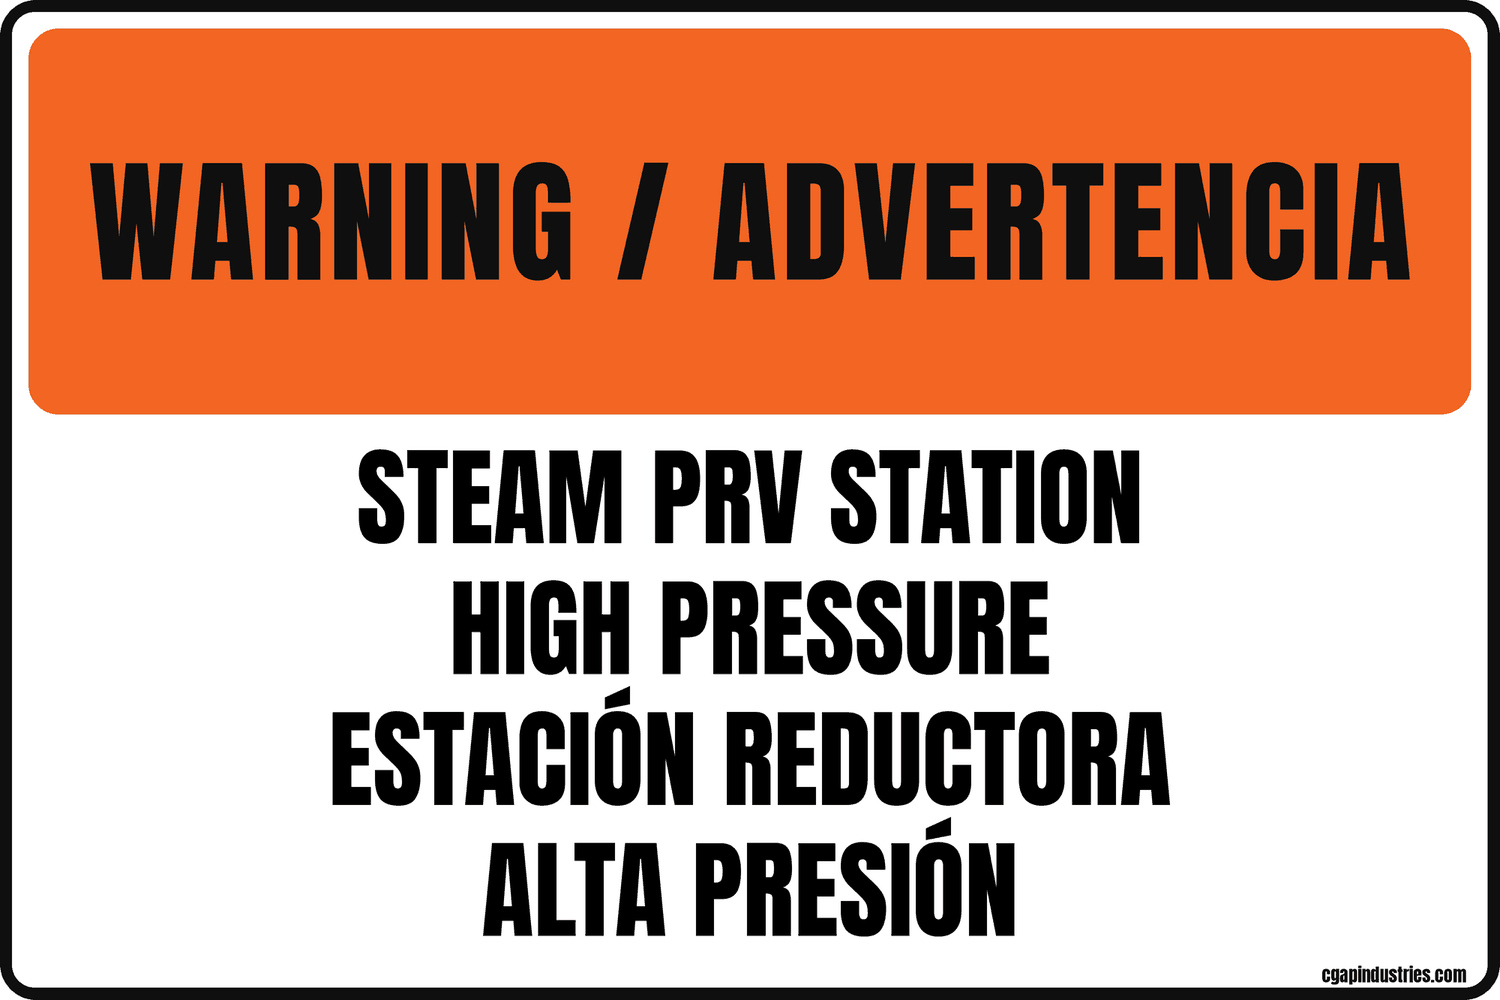 WARNING / ADVERTENCIA
STEAM PRV STATION
HIGH PRESSURE
ESTACIÓN REDUCTORA
ALTA PRESIÓN
cgapindustries.com